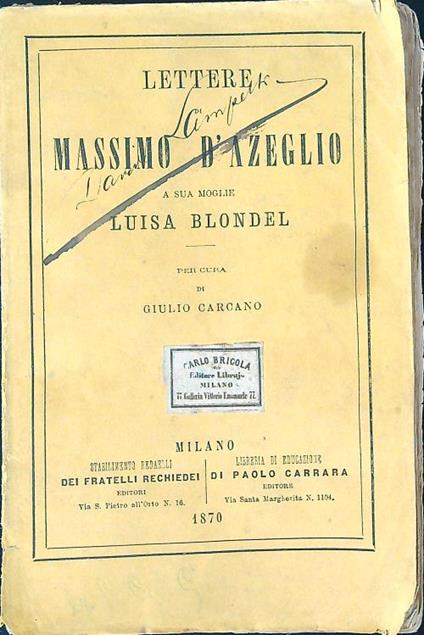 LETTERE
DI
MASSIMO D'AZEGLIO
A SUA MOGLIE
LUISA BLONDEL
PER CURA
DI
GIULIO CARCANO
CARLO BRICOLA
Editore Librajo
MILANO
77 Galleria Vittorio Emanuele 77.
MILANO
STABILIMENTO REDAELLI
DEI FRATELLI RECHIEDEI
EDITORI
Via S. Pietro all'Orto N. 16.
LIBRERIA DI EDUCAZIONE
DI PAOLO CARRARA
EDITORE
Via Santa Margherita N. 1104.
1870